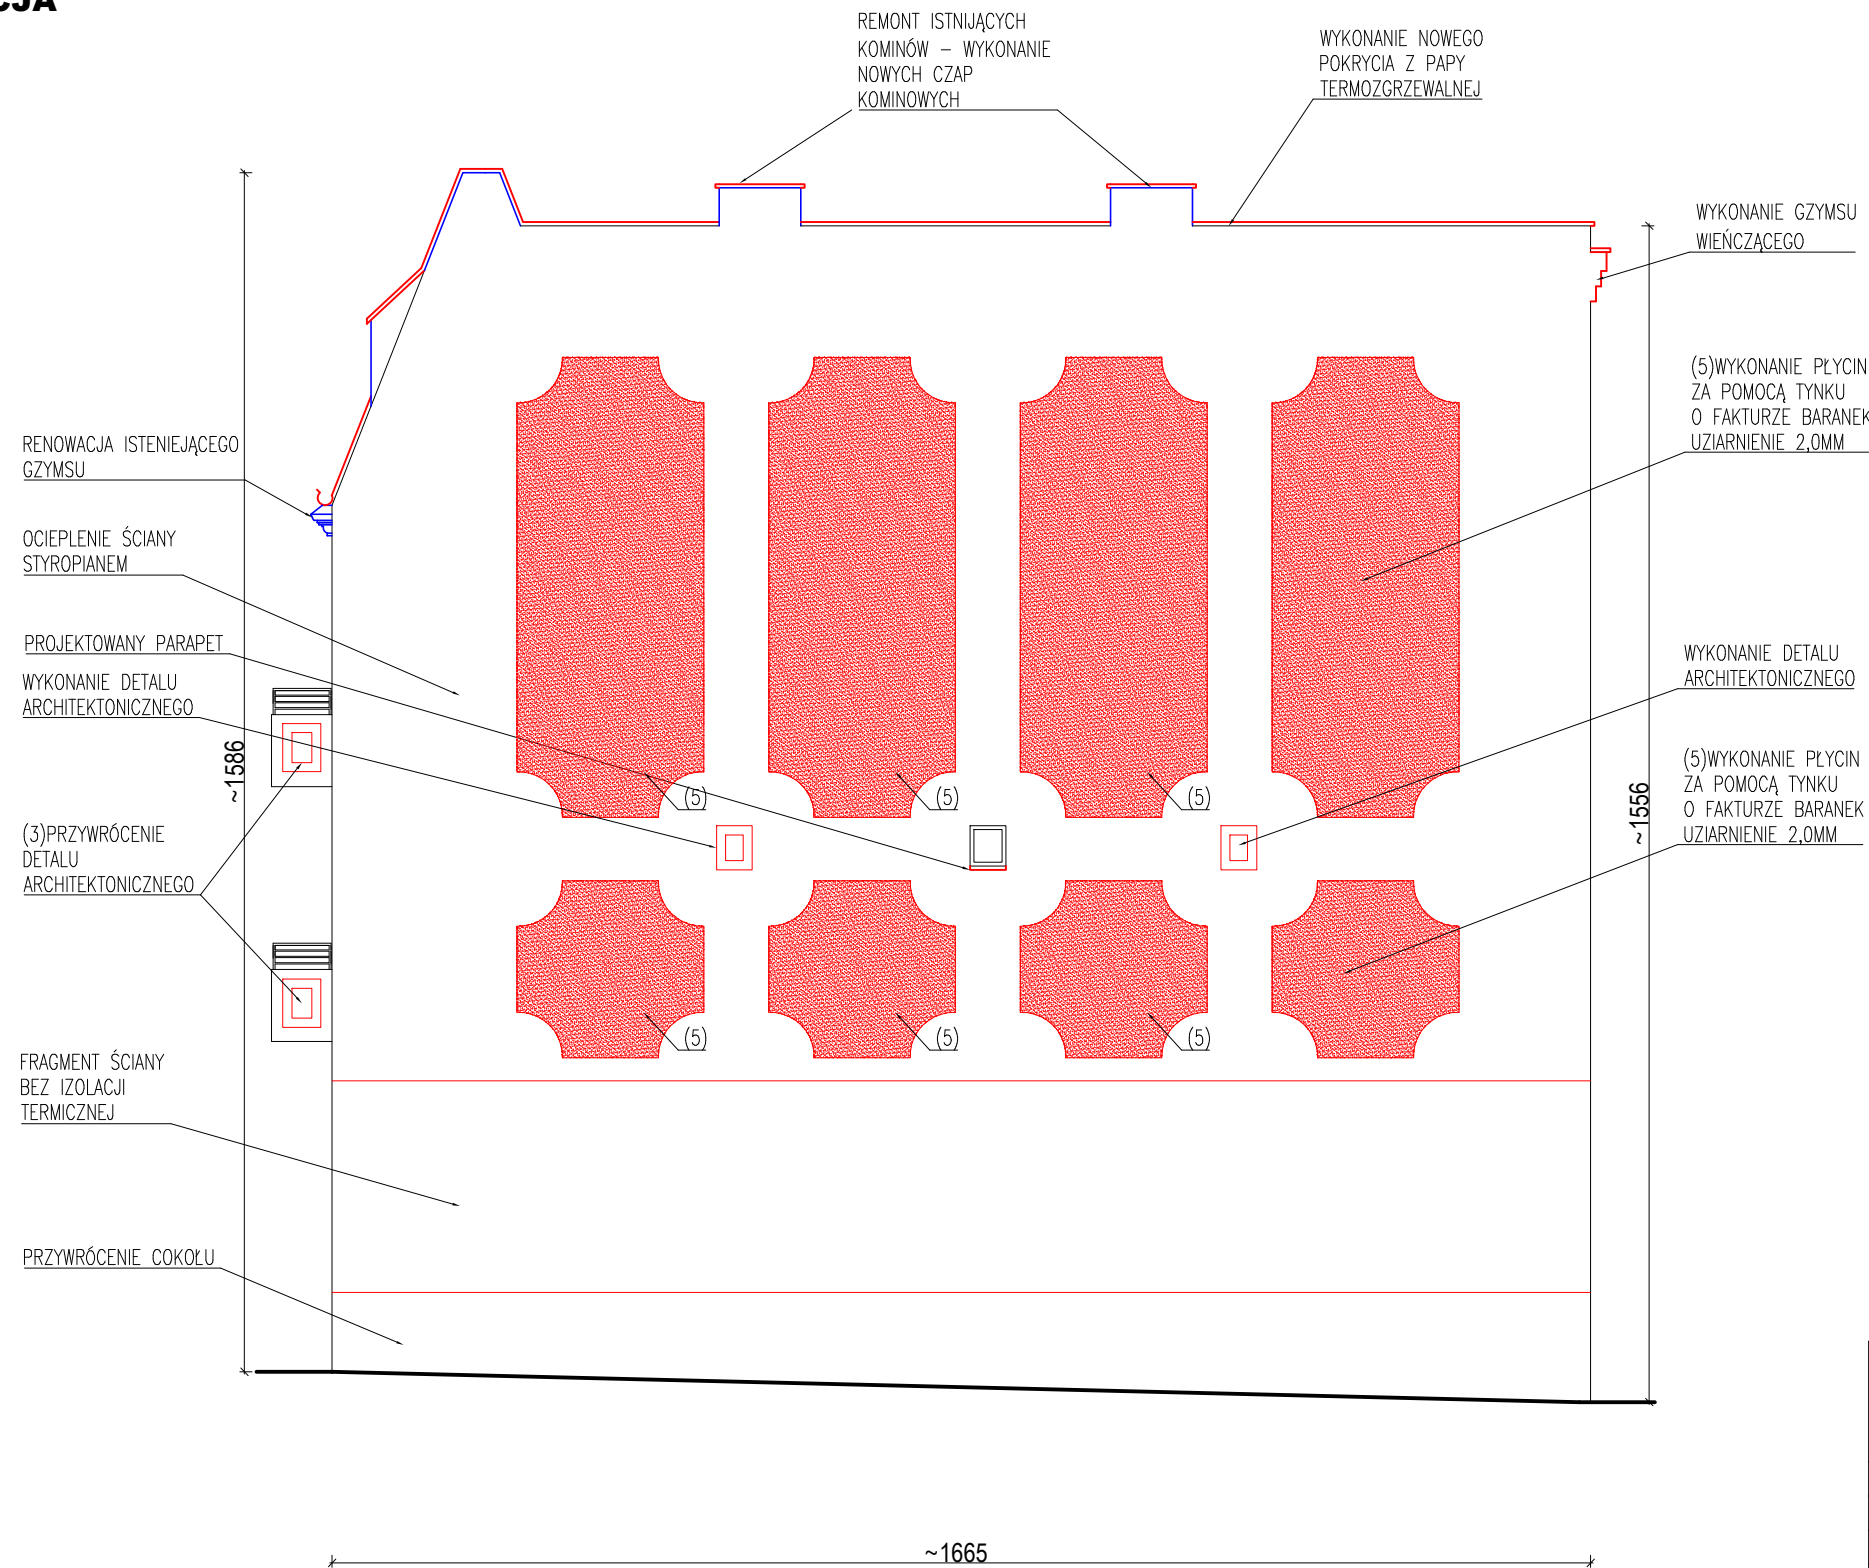 CJA
REMONT ISTNIJĄCYCH
KOMINÓW – WYKONANIE
NOWYCH CZAP
KOMINOWYCH
WYKONANIE NOWEGO
POKRYCIA Z PAPY
TERMOZGRZEWALNEJ
WYKONANIE GZYMSU
WIEŃCZĄCEGO
(5)WYKONANIE PŁYCIN
ZA POMOCĄ TYNKU
O FAKTURZE BARANEK
UZIARNIENIE 2,0MM
RENOWACJA ISTENIEJĄCEGO
GZYMSU
OCIEPLENIE ŚCIANY
STYROPIANEM
PROJEKTOWANY PARAPET
WYKONANIE DETALU
ARCHITEKTONICZNEGO
WYKONANIE DETALU
ARCHITEKTONICZNEGO
~1586
(5)
(5)
(5)
~1556
(5)WYKONANIE PŁYCIN
ZA POMOCĄ TYNKU
O FAKTURZE BARANEK
UZIARNIENIE 2,0MM
(3)PRZYWRÓCENIE
DETALU
ARCHITEKTONICZNEGO
(5)
(5)
(5)
FRAGMENT ŚCIANY
BEZ IZOLACJI
TERMICZNEJ
PRZYWRÓCENIE COKOŁU
~1665